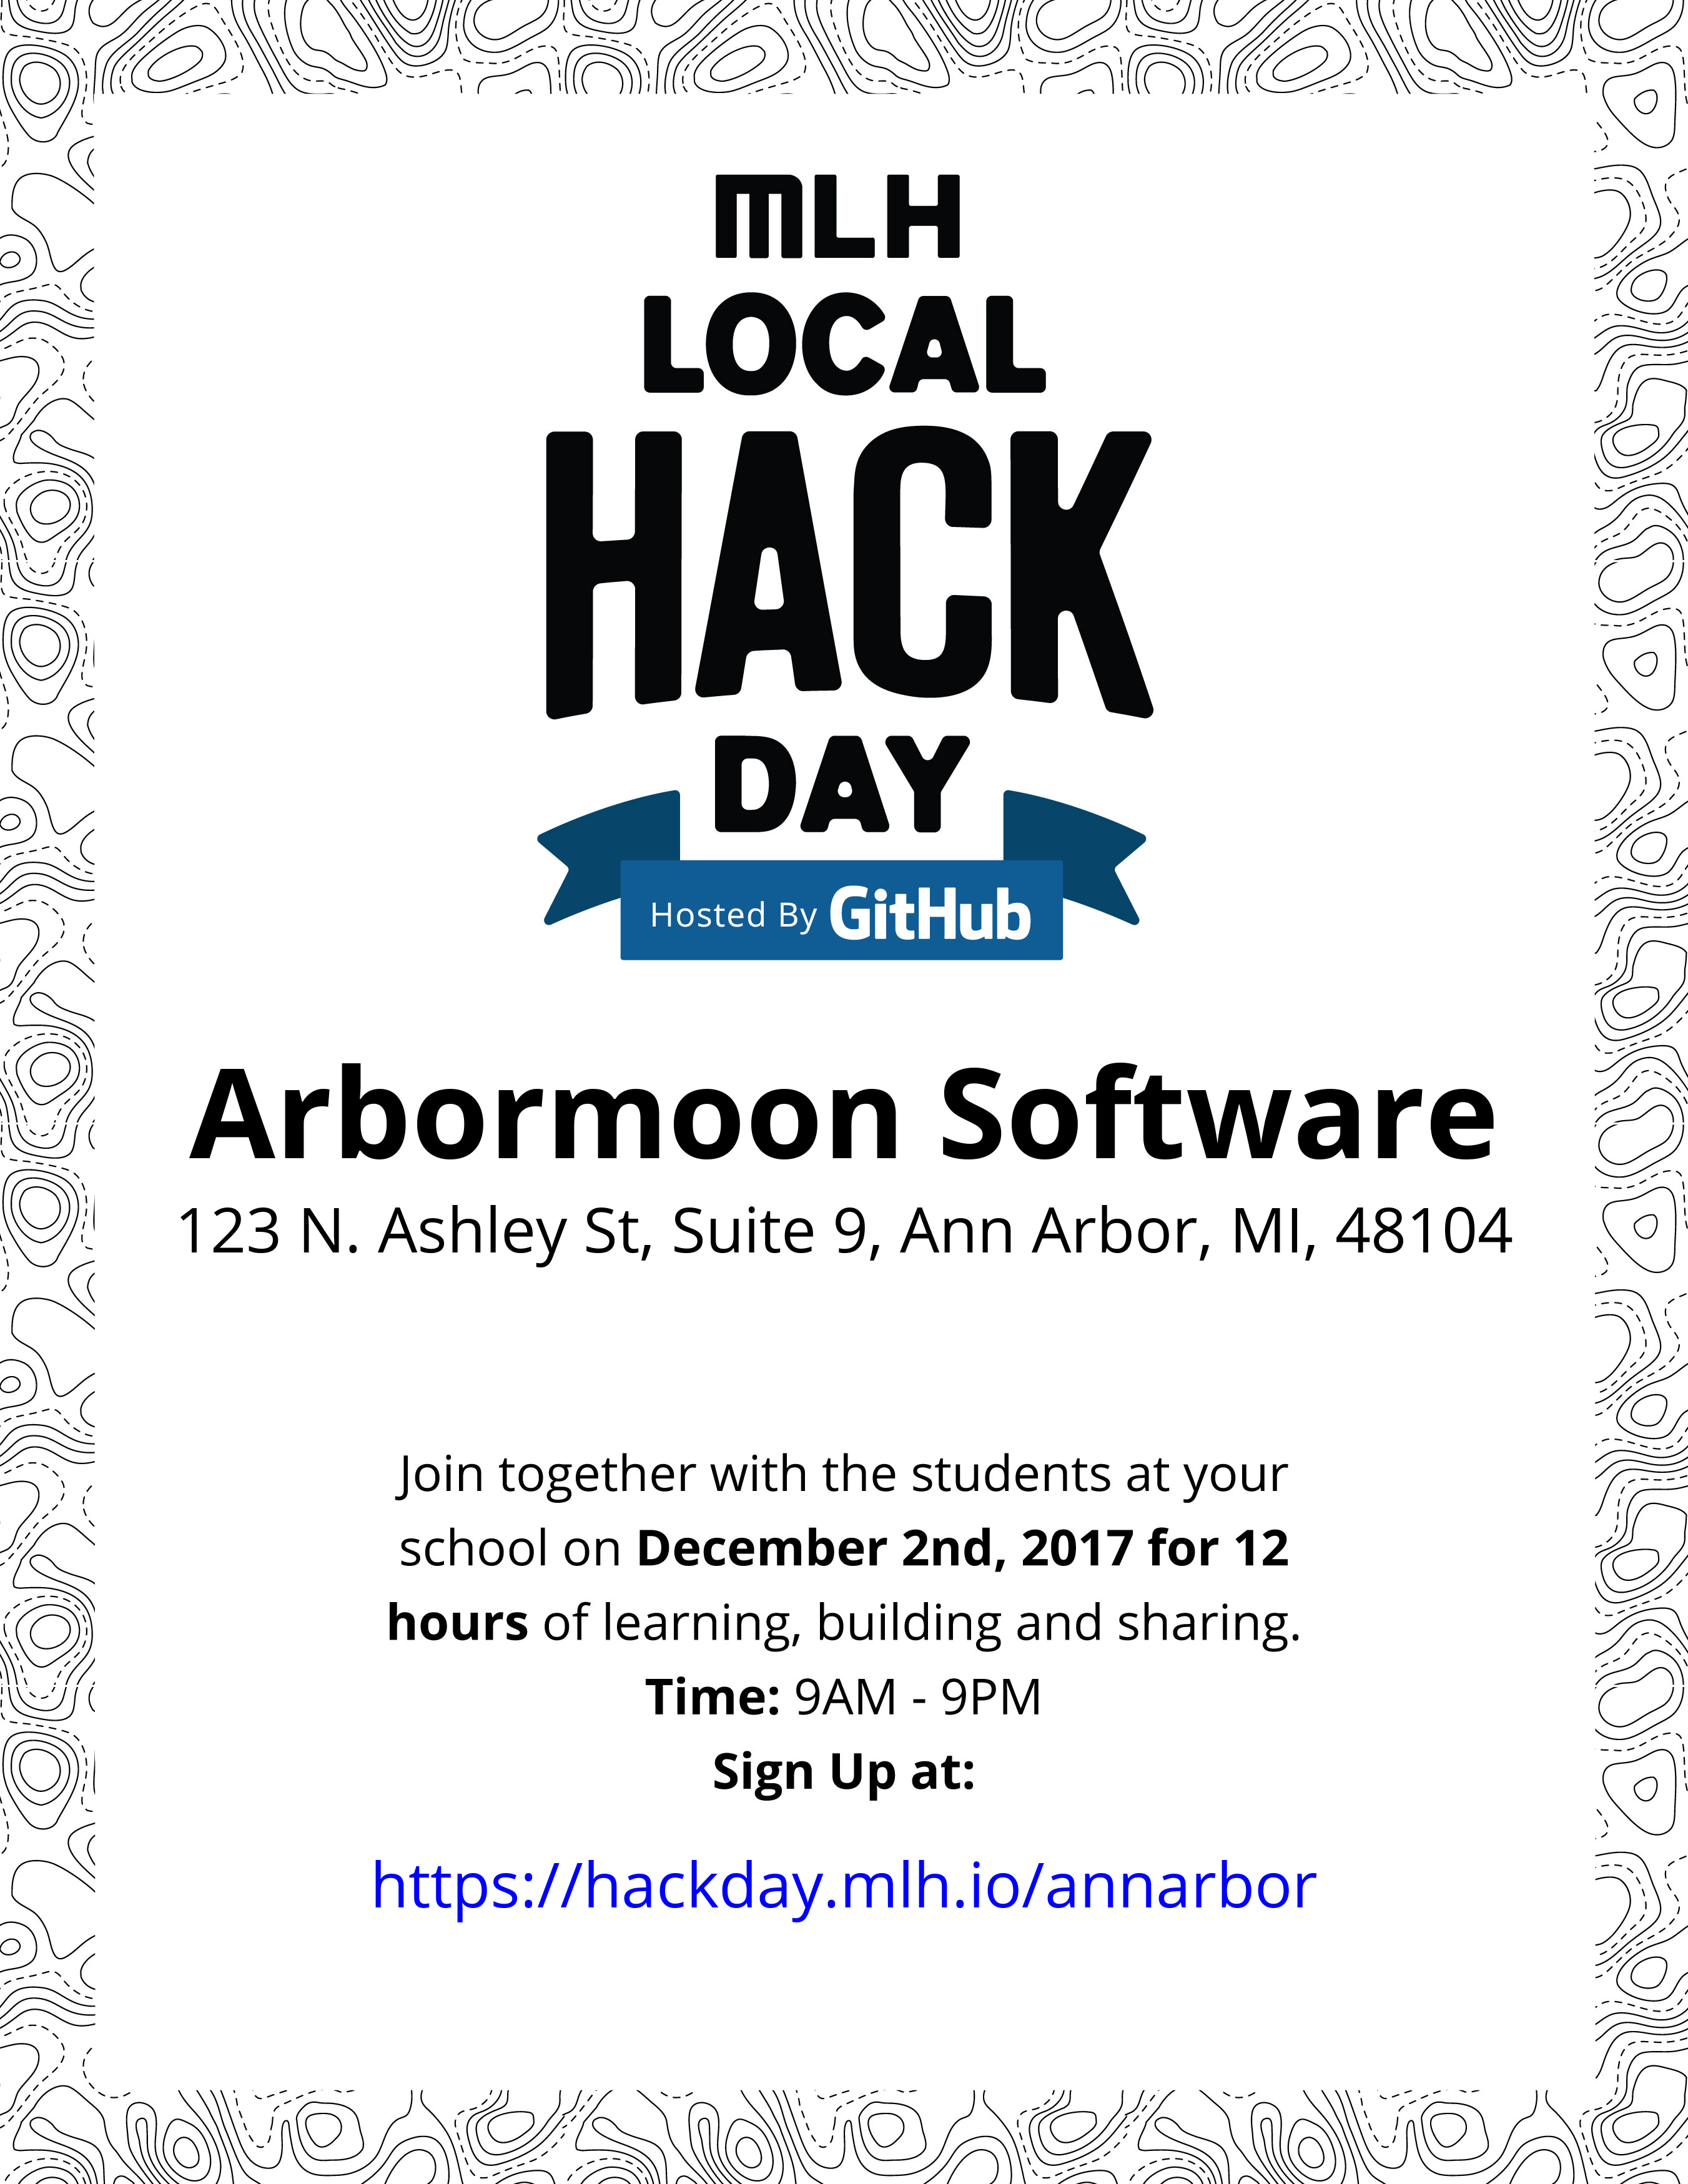 MLH
LOCAL
HACK
DAY
Hosted By GitHub
Arbormoon Software
123 N. Ashley St, Suite 9, Ann Arbor, MI, 48104
Join together with the students at your
school on December 2nd, 2017 for 12
hours of learning, building and sharing.
Time: 9AM - 9PM
Sign Up at:
https://hackday.mlh.io/annarbor